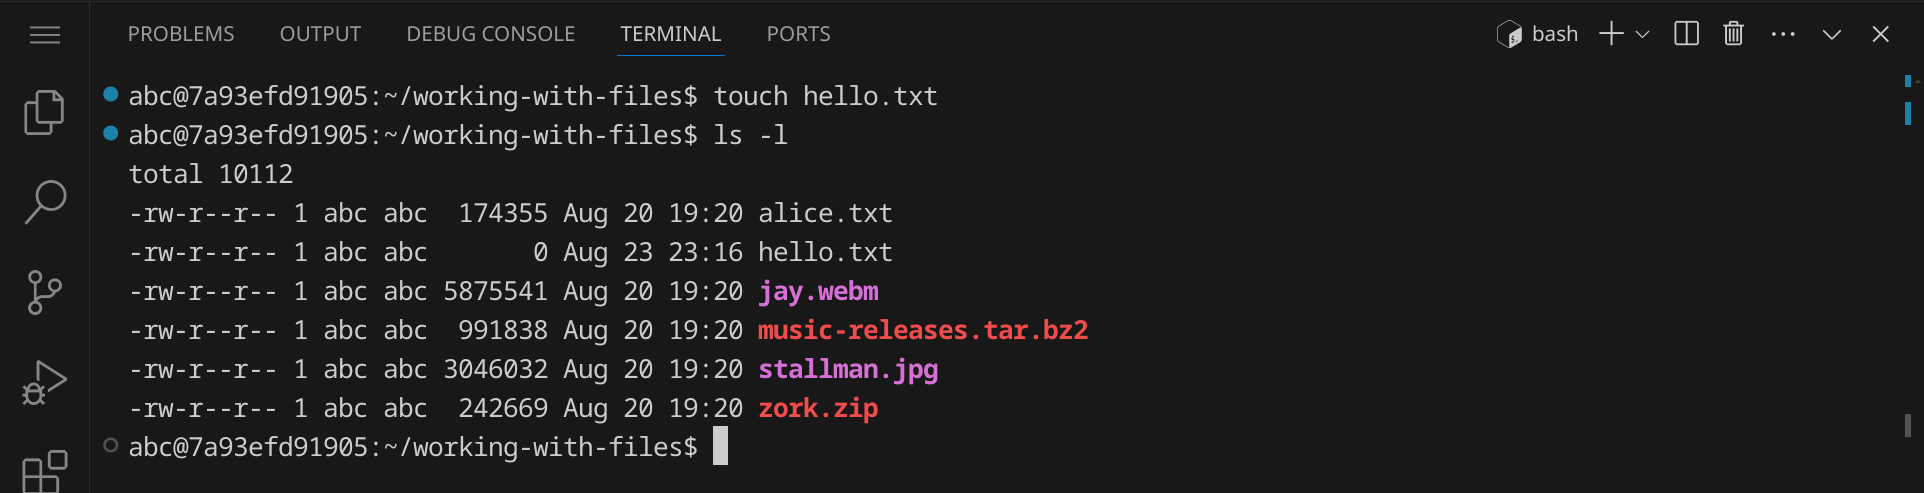 PROBLEMS OUTPUT DEBUG CONSOLE TERMINAL PORTS bash
abc@7a93efd91905:~/working-with-files$ touch hello.txt
abc@7a93efd91905:~/working-with-files$ ls -l
total 10112
-rw-r--r-- 1 abc abc  174355 Aug 20 19:20 alice.txt
-rw-r--r-- 1 abc abc       0 Aug 23 23:16 hello.txt
-rw-r--r-- 1 abc abc 5875541 Aug 20 19:20 jay.webm
-rw-r--r-- 1 abc abc  991838 Aug 20 19:20 music-releases.tar.bz2
-rw-r--r-- 1 abc abc 3046032 Aug 20 19:20 stallman.jpg
-rw-r--r-- 1 abc abc  242669 Aug 20 19:20 zork.zip
abc@7a93efd91905:~/working-with-files$